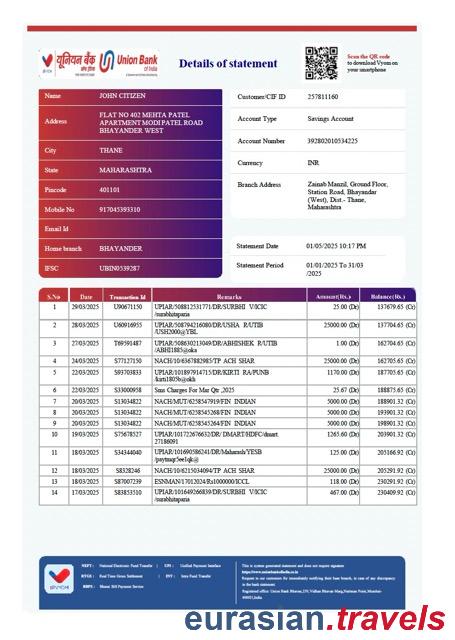 यूनियन बैंक Union Bank
of India
Details of statement
Scan the QR code
to download Vyom on
your smartphone
Name JOHN CITIZEN
Address FLAT NO 402 MEHTA PATEL
APARTMENT MODI PATEL ROAD
BHAYANDER WEST
City THANE
State MAHARASHTRA
Pincode 401101
Mobile No 917045393310
Email Id
Home branch BHAYANDER
IFSC UBIN0539287
Customer/CIF ID 257811160
Account Type Savings Account
Account Number 392802010534225
Currency INR
Branch Address Zainab Manzil, Ground Floor,
Station Road, Bhayandar
(West), Dist.- Thane,
Maharashtra
Statement Date 01/05/2025 10:17 PM
Statement Period 01/01/2025 To 31/03
/2025
S.No Date Transaction Id Remarks Amount(Rs.) Balance(Rs.)
1 29/03/2025 U90671150 UPIAR/508812531771/DR/SURBHI V/ICIC 25.00 (Dr) 137679.65 (Cr)
/surabhitaparia
2 28/03/2025 U60916955 UPIAR/508794216080/DR/USHA R/UTIB 25000.00 (Dr) 137704.65 (Cr)
/USH2000@YBL
3 27/03/2025 T69591487 UPIAR/508630213049/DR/ABHISHEK R/UTIB 1.00 (Dr) 162704.65 (Cr)
/ABHI1885@oka
4 24/03/2025 S77127150 NACH/10/6367882985/TP ACH SHAR 25000.00 (Dr) 162705.65 (Cr)
5 22/03/2025 S93703833 UPIAR/101897914715/DR/KIRTI RA/PUNB 1170.00 (Dr) 187705.65 (Cr)
/kirti1805b@okh
6 22/03/2025 S33000958 Sms Charges For Mar Qtr ,2025 25.67 (Dr) 188875.65 (Cr)
7 20/03/2025 S13034822 NACH/MUT/6258547919/FIN INDIAN 5000.00 (Dr) 188901.32 (Cr)
8 20/03/2025 S13034822 NACH/MUT/6258545268/FIN INDIAN 5000.00 (Dr) 193901.32 (Cr)
9 20/03/2025 S13034822 NACH/MUT/6258545283/FIN INDIAN 5000.00 (Dr) 198901.32 (Cr)
10 19/03/2025 S75678527 UPIAR/101722676632/DR/ DMART/HDFC/dmart. 1265.60 (Dr) 203901.32 (Cr)
27186091
11 18/03/2025 S34344040 UPIAR/101690586241/DR/Maharash/YESB 125.00 (Dr) 205166.92 (Cr)
/paytmqr5ee1qk@
12 18/03/2025 S8328246 NACH/10/6215034094/TP ACH SHAR 25000.00 (Dr) 205291.92 (Cr)
13 18/03/2025 S87007239 ESNMAN/17012024/Rs1000000/ICCL 118.00 (Dr) 230291.92 (Cr)
14 17/03/2025 S83853510 UPIAR/101649266839/DR/SURBHI V/ICIC 467.00 (Dr) 230409.92 (Cr)
/surabhitaparia
NEFT : National Electronic Fund Transfer | UPI : Unified Payment Interface
RTGS : Real Time Gross Settlement | INT : Intra Fund Transfer
BBPS : Bharat Bill Payment Service
This is system generated statement and does not require signature
https://www.unionbankofindia.co.in
Request to our customers for immediately notifying their base branch, in case of any discrepancy
in the bank statement
Registered office: Union Bank Bhavan,239,Vidhan Bhavan Marg,Nariman Point,Mumbai-
400021,India
eurasian.travels